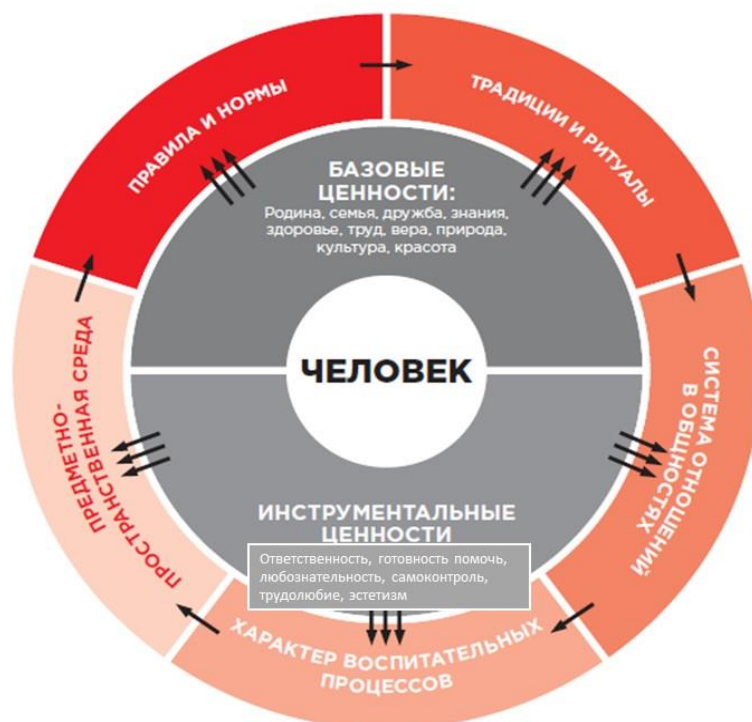 ПРАВИЛА И НОРМЫ
ТРАДИЦИИ И РИТУАЛЫ
БАЗОВЫЕ
ЦЕННОСТИ:
Родина, семья, дружба, знания,
здоровье, труд, вера, природа,
культура, красота
ЧЕЛОВЕК
СИСТЕМА ОТНОШЕНИЙ
В ОБЩНОСТЯХ
ПРЕДМЕТНО-
ПРОСТРАНСТВЕННАЯ СРЕДА
ИНСТРУМЕНТАЛЬНЫЕ
ЦЕННОСТИ
Ответственность, готовность помочь,
любознательность, самоконтроль,
трудолюбие, эстетизм
ХАРАКТЕР ВОСПИТАТЕЛЬНЫХ
ПРОЦЕССОВ